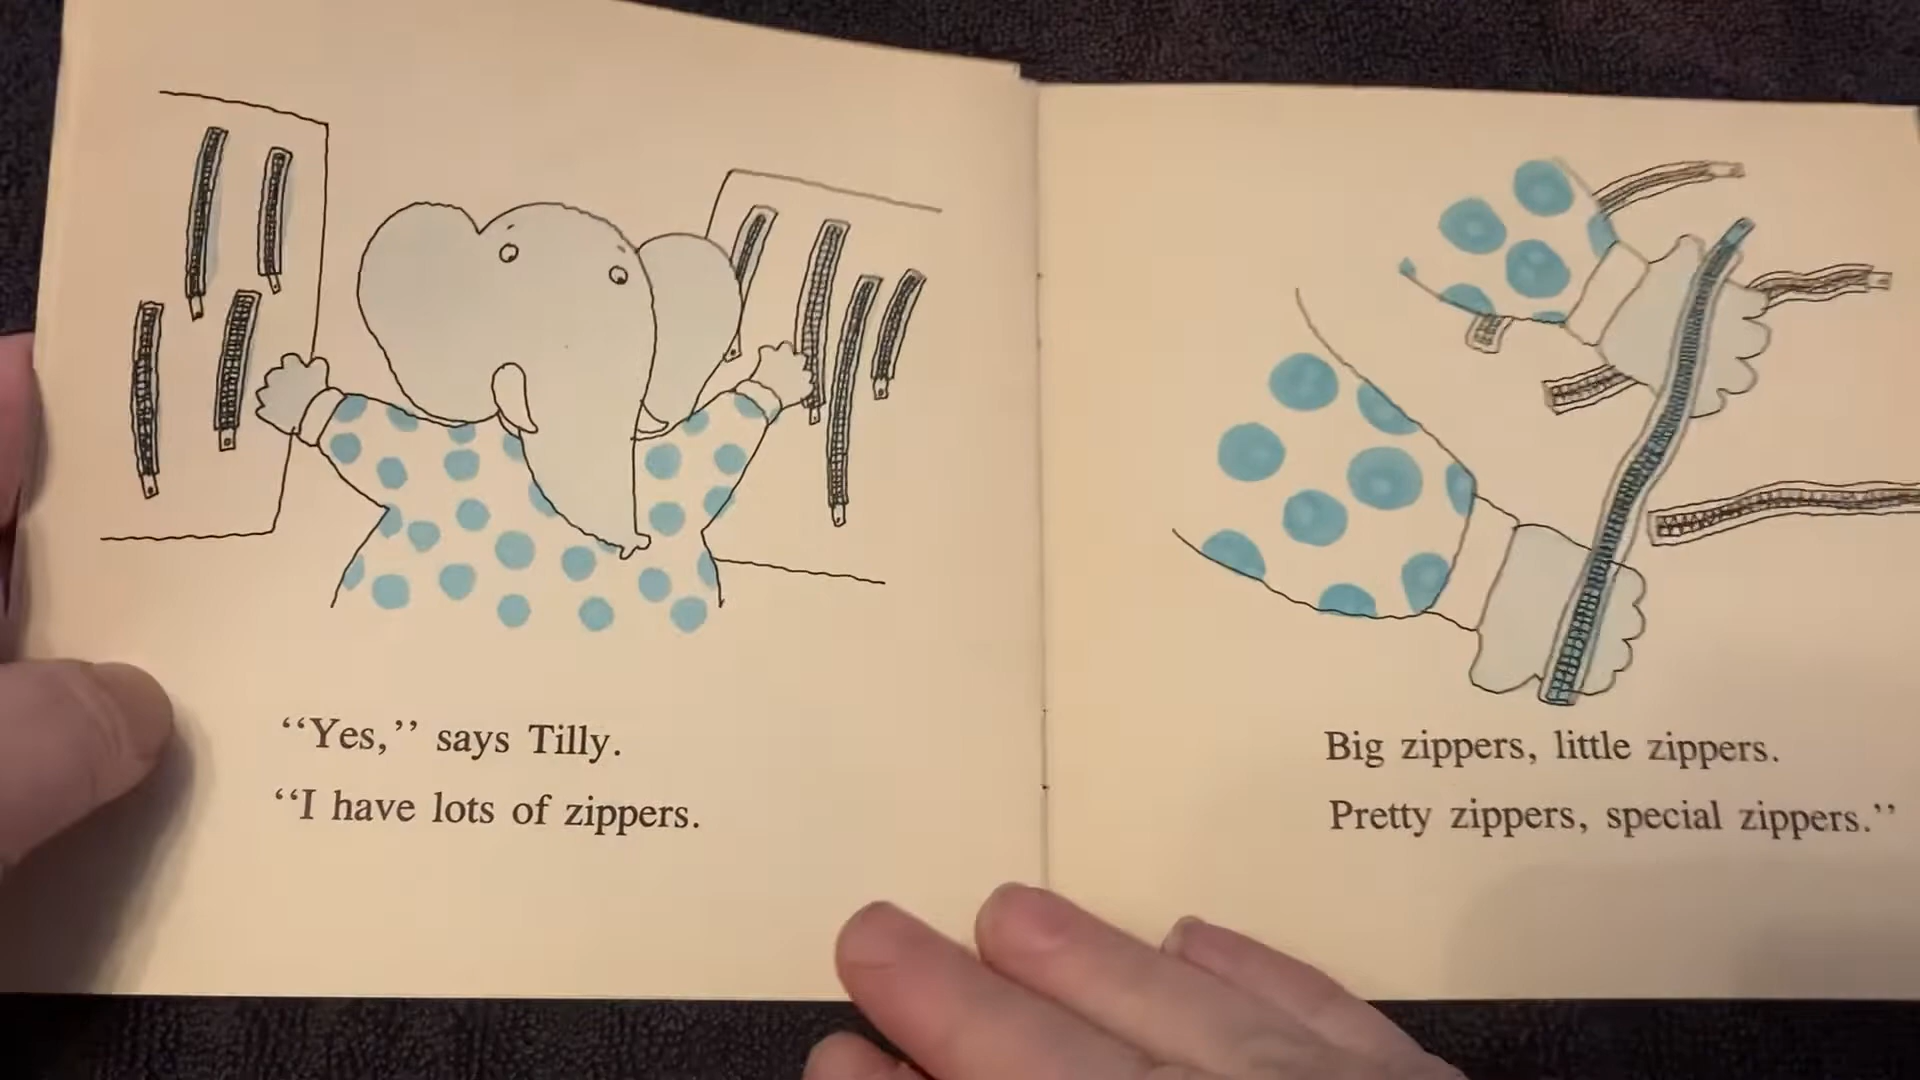 “Yes,” says Tilly.
“I have lots of zippers.
Big zippers, little zippers.
Pretty zippers, special zippers.”